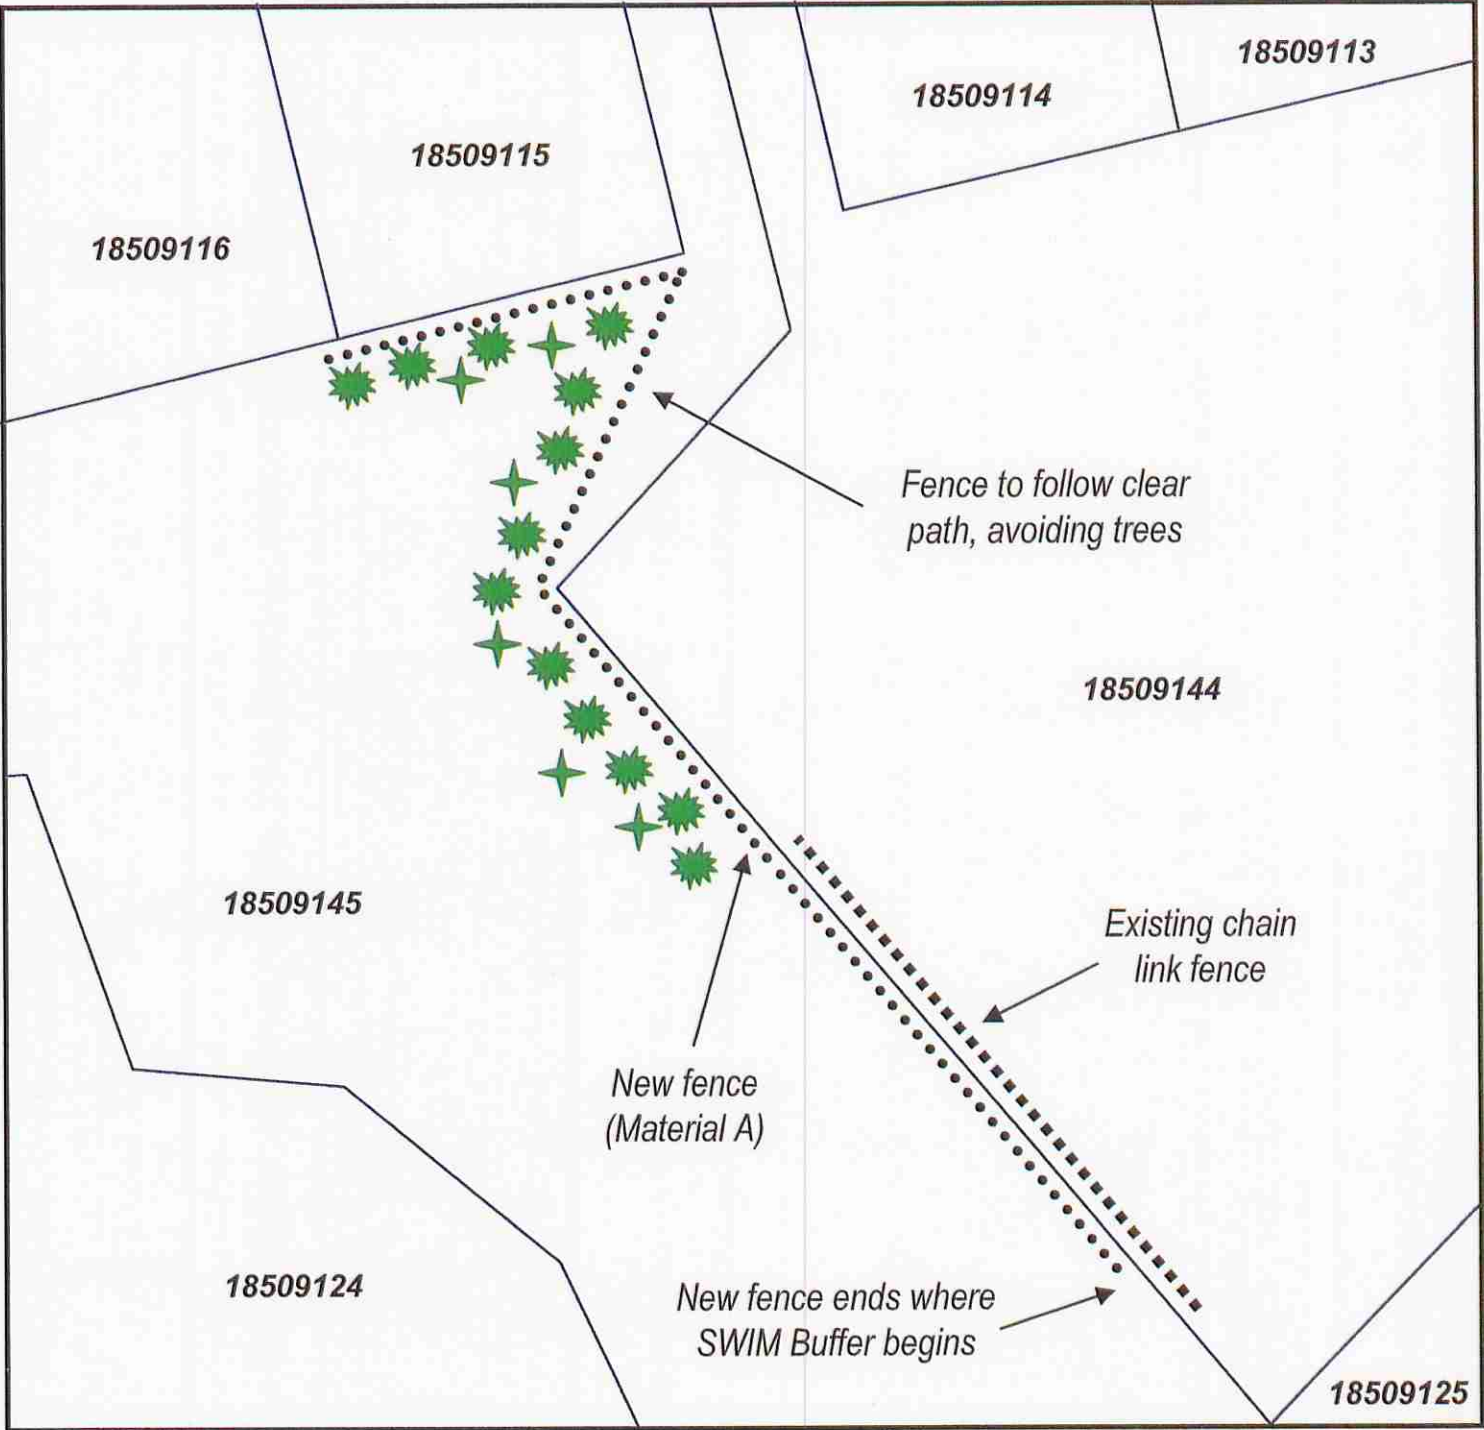 18509113
18509114
18509115
18509116
Fence to follow clear
path, avoiding trees
18509144
18509145
Existing chain
link fence
New fence
(Material A)
18509124
New fence ends where
SWIM Buffer begins
18509125